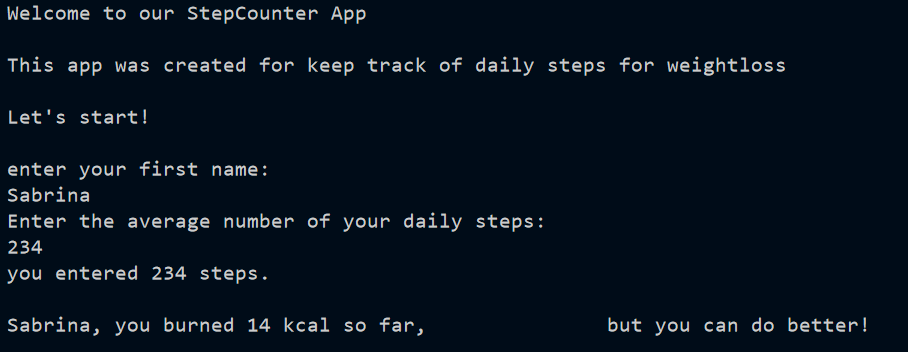 Welcome to our StepCounter App
This app was created for keep track of daily steps for weightloss
Let's start!
enter your first name:
Sabrina
Enter the average number of your daily steps:
234
you entered 234 steps.
Sabrina, you burned 14 kcal so far,               but you can do better!